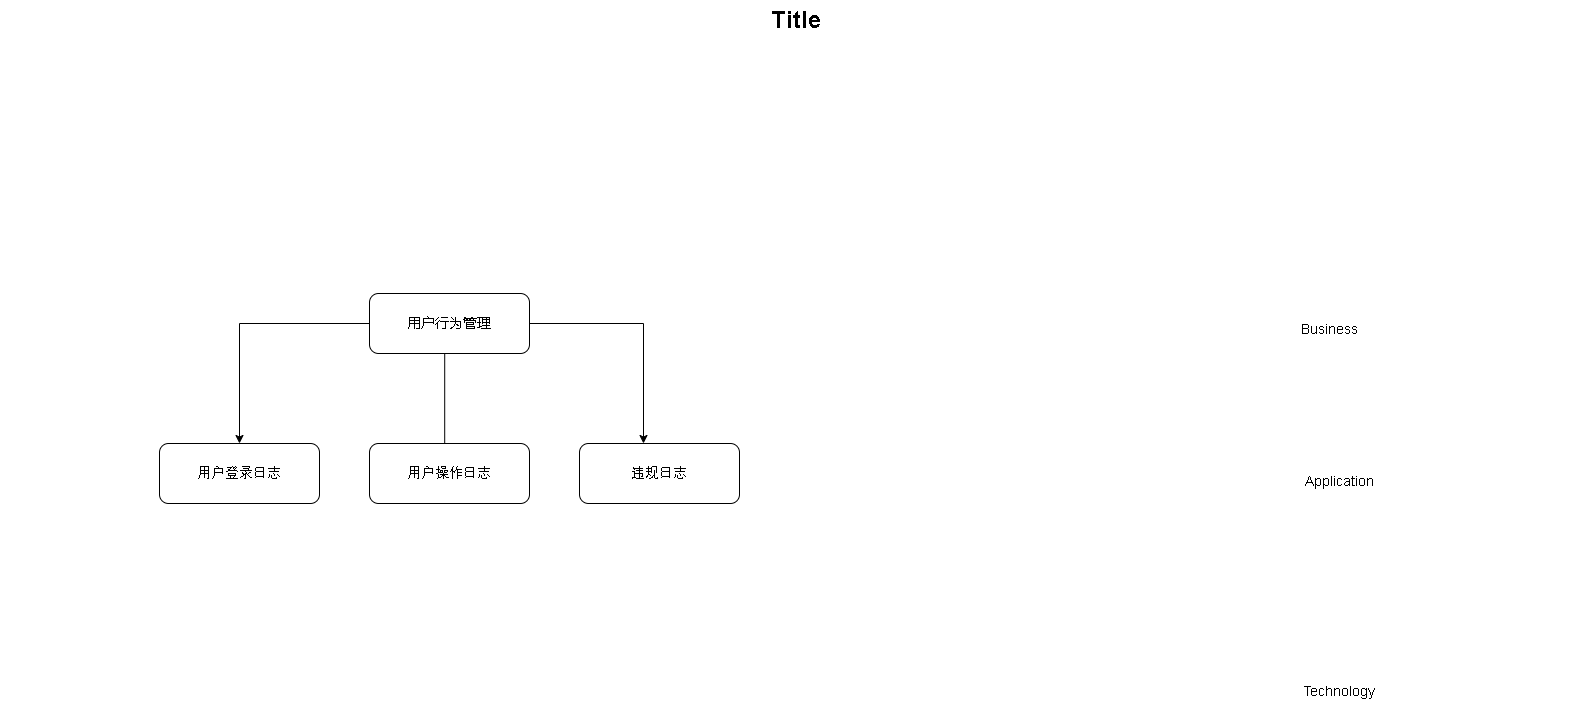 Title
用户行为管理
Business
用户登录日志
用户操作日志
违规日志
Application
Technology